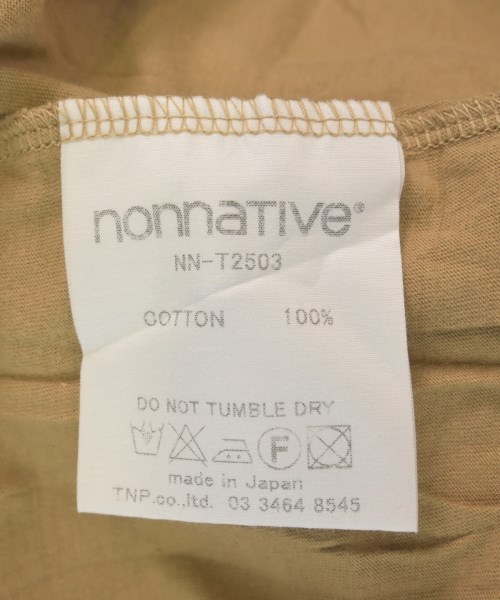 nonnaTIve®
NN-T2503
COTTON 100%
DO NOT TUMBLE DRY
F
made in Japan
TNP.co.,ltd. 03 3464 8545